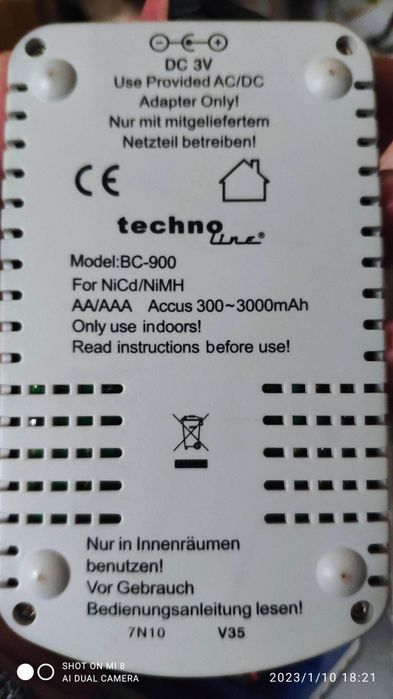 DC 3V
Use Provided AC/DC
Adapter Only!
Nur mit mitgeliefertem
Netzteil betreiben!
CE
techno
line®
Model:BC-900
For NiCd/NiMH
AA/AAA Accus 300~3000mAh
Only use indoors!
Read instructions before use!
Nur in Innenräumen
benutzen!
Vor Gebrauch
Bedienungsanleitung lesen!
7N10 V35
SHOT ON MI 8
AI DUAL CAMERA
2023/1/10 18:21